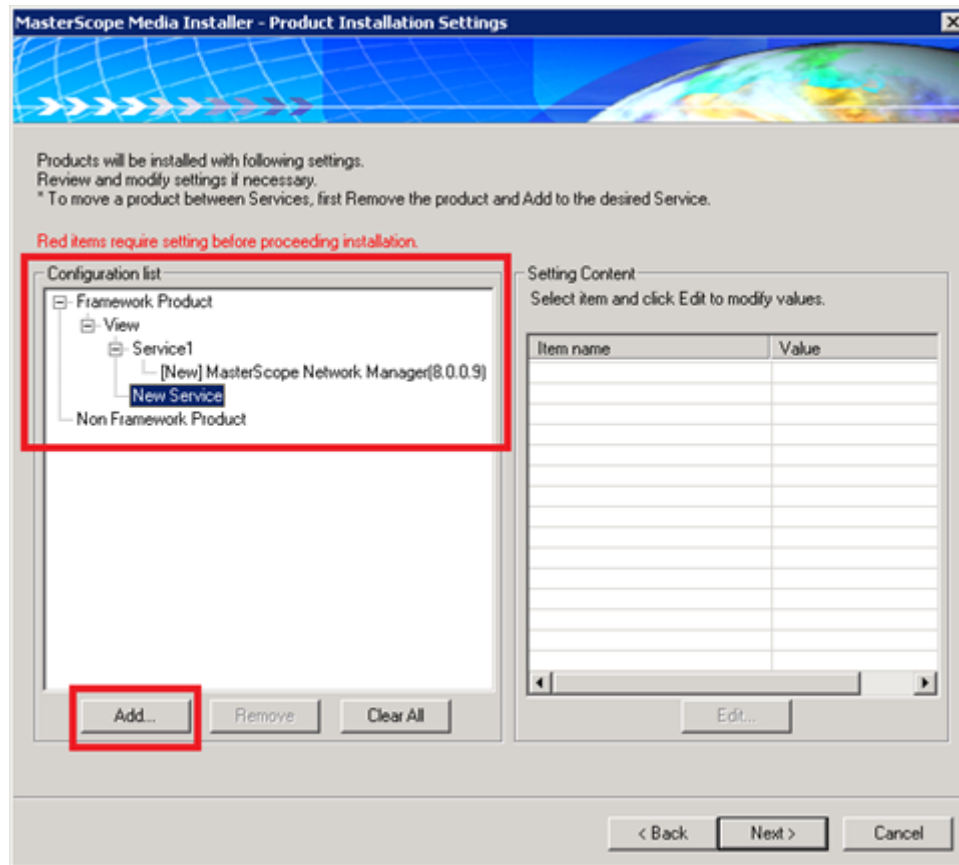 MasterScope Media Installer - Product Installation Settings
Products will be installed with following settings.
Review and modify settings if necessary.
* To move a product between Services, first Remove the product and Add to the desired Service.
Red items require setting before proceeding installation.
Configuration list
Framework Product
View
Service1
[New] MasterScope Network Manager(8.0.0.9)
New Service
Non Framework Product
Add...
Remove
Clear All
Setting Content
Select item and click Edit to modify values.
Item name
Value
Edit...
< Back
Next >
Cancel